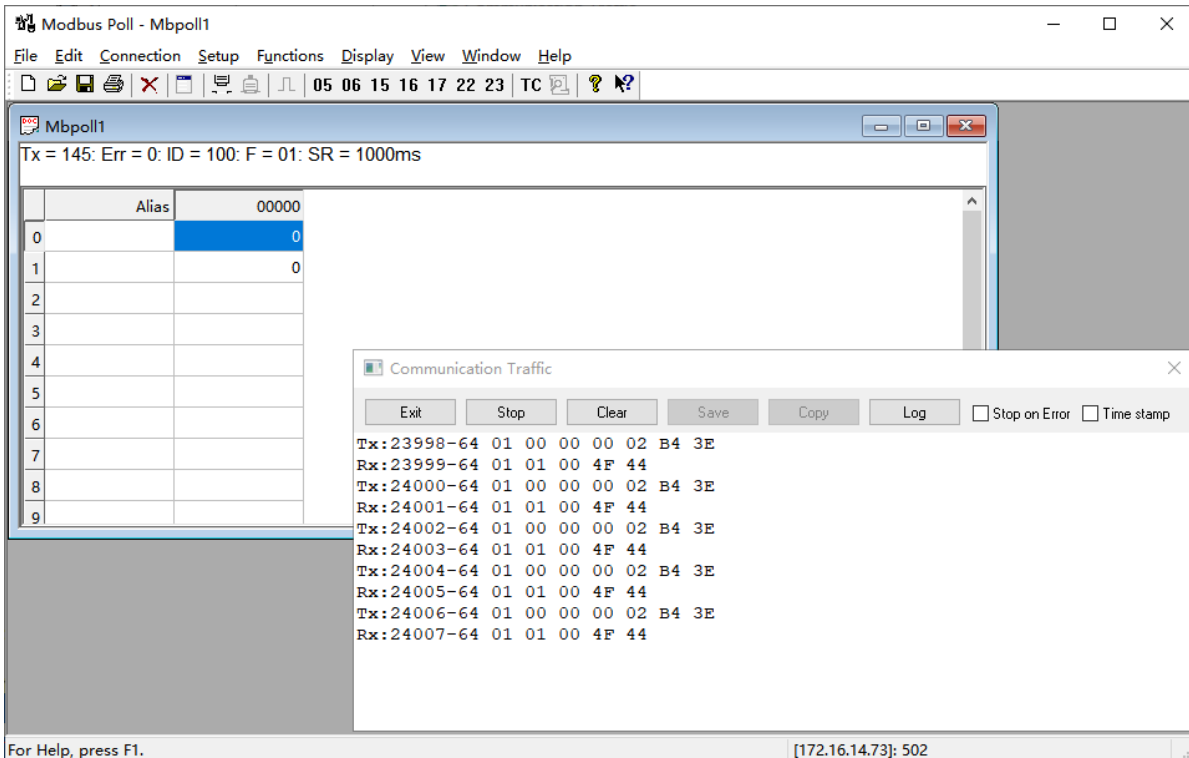 Modbus Poll - Mbpoll1
File Edit Connection Setup Functions Display View Window Help
05 06 15 16 17 22 23 TC
Mbpoll1
Tx = 145: Err = 0: ID = 100: F = 01: SR = 1000ms
Alias 00000
0 0
1 0
2
3
4
5
6
7
8
9
Communication Traffic
Exit Stop Clear Save Copy Log Stop on Error Time stamp
Tx:23998-64 01 00 00 00 02 B4 3E
Rx:23999-64 01 01 00 4F 44
Tx:24000-64 01 00 00 00 02 B4 3E
Rx:24001-64 01 01 00 4F 44
Tx:24002-64 01 00 00 00 02 B4 3E
Rx:24003-64 01 01 00 4F 44
Tx:24004-64 01 00 00 00 02 B4 3E
Rx:24005-64 01 01 00 4F 44
Tx:24006-64 01 00 00 00 02 B4 3E
Rx:24007-64 01 01 00 4F 44
For Help, press F1. [172.16.14.73]: 502